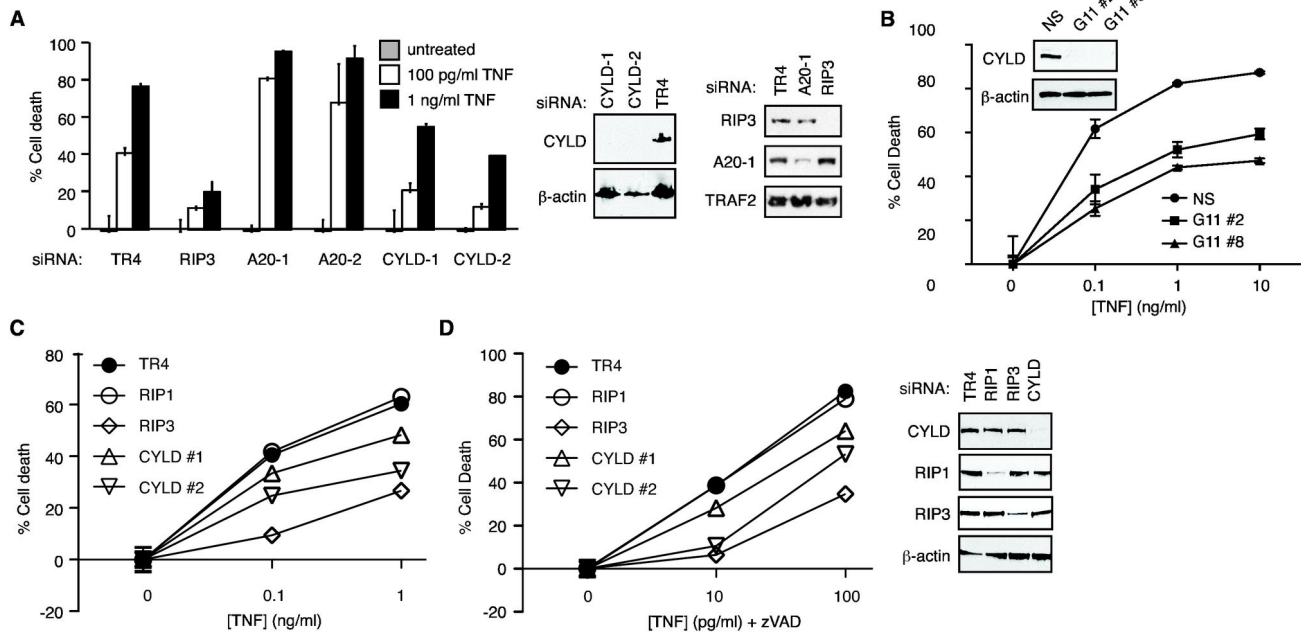 A
% Cell death
100
80
60
40
20
0
untreated
100 pg/ml TNF
1 ng/ml TNF
siRNA: TR4 RIP3 A20-1 A20-2 CYLD-1 CYLD-2
siRNA: CYLD-1 CYLD-2 TR4
CYLD
β-actin
siRNA: TR4 A20-1 RIP3
RIP3
A20-1
TRAF2
B
NS G11 G11
CYLD
β-actin
% Cell Death
100
80
60
40
20
0
NS
G11 #2
G11 #8
0 0.1 1 10
[TNF] (ng/ml)
C
% Cell death
80
60
40
20
0
-20
TR4
RIP1
RIP3
CYLD #1
CYLD #2
0 0.1 1
[TNF] (ng/ml)
D
% Cell Death
100
80
60
40
20
0
-20
TR4
RIP1
RIP3
CYLD #1
CYLD #2
0 10 100
[TNF] (pg/ml) + zVAD
siRNA: TR4 RIP1 RIP3 CYLD
CYLD
RIP1
RIP3
β-actin